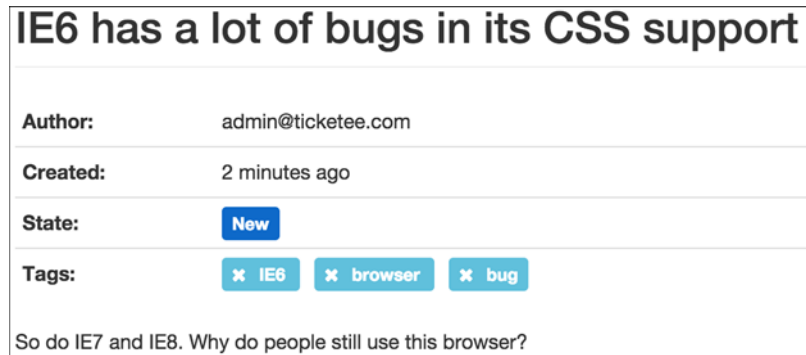 IE6 has a lot of bugs in its CSS support
Author: admin@ticketee.com
Created: 2 minutes ago
State: New
Tags: ✖ IE6 ✖ browser ✖ bug
So do IE7 and IE8. Why do people still use this browser?